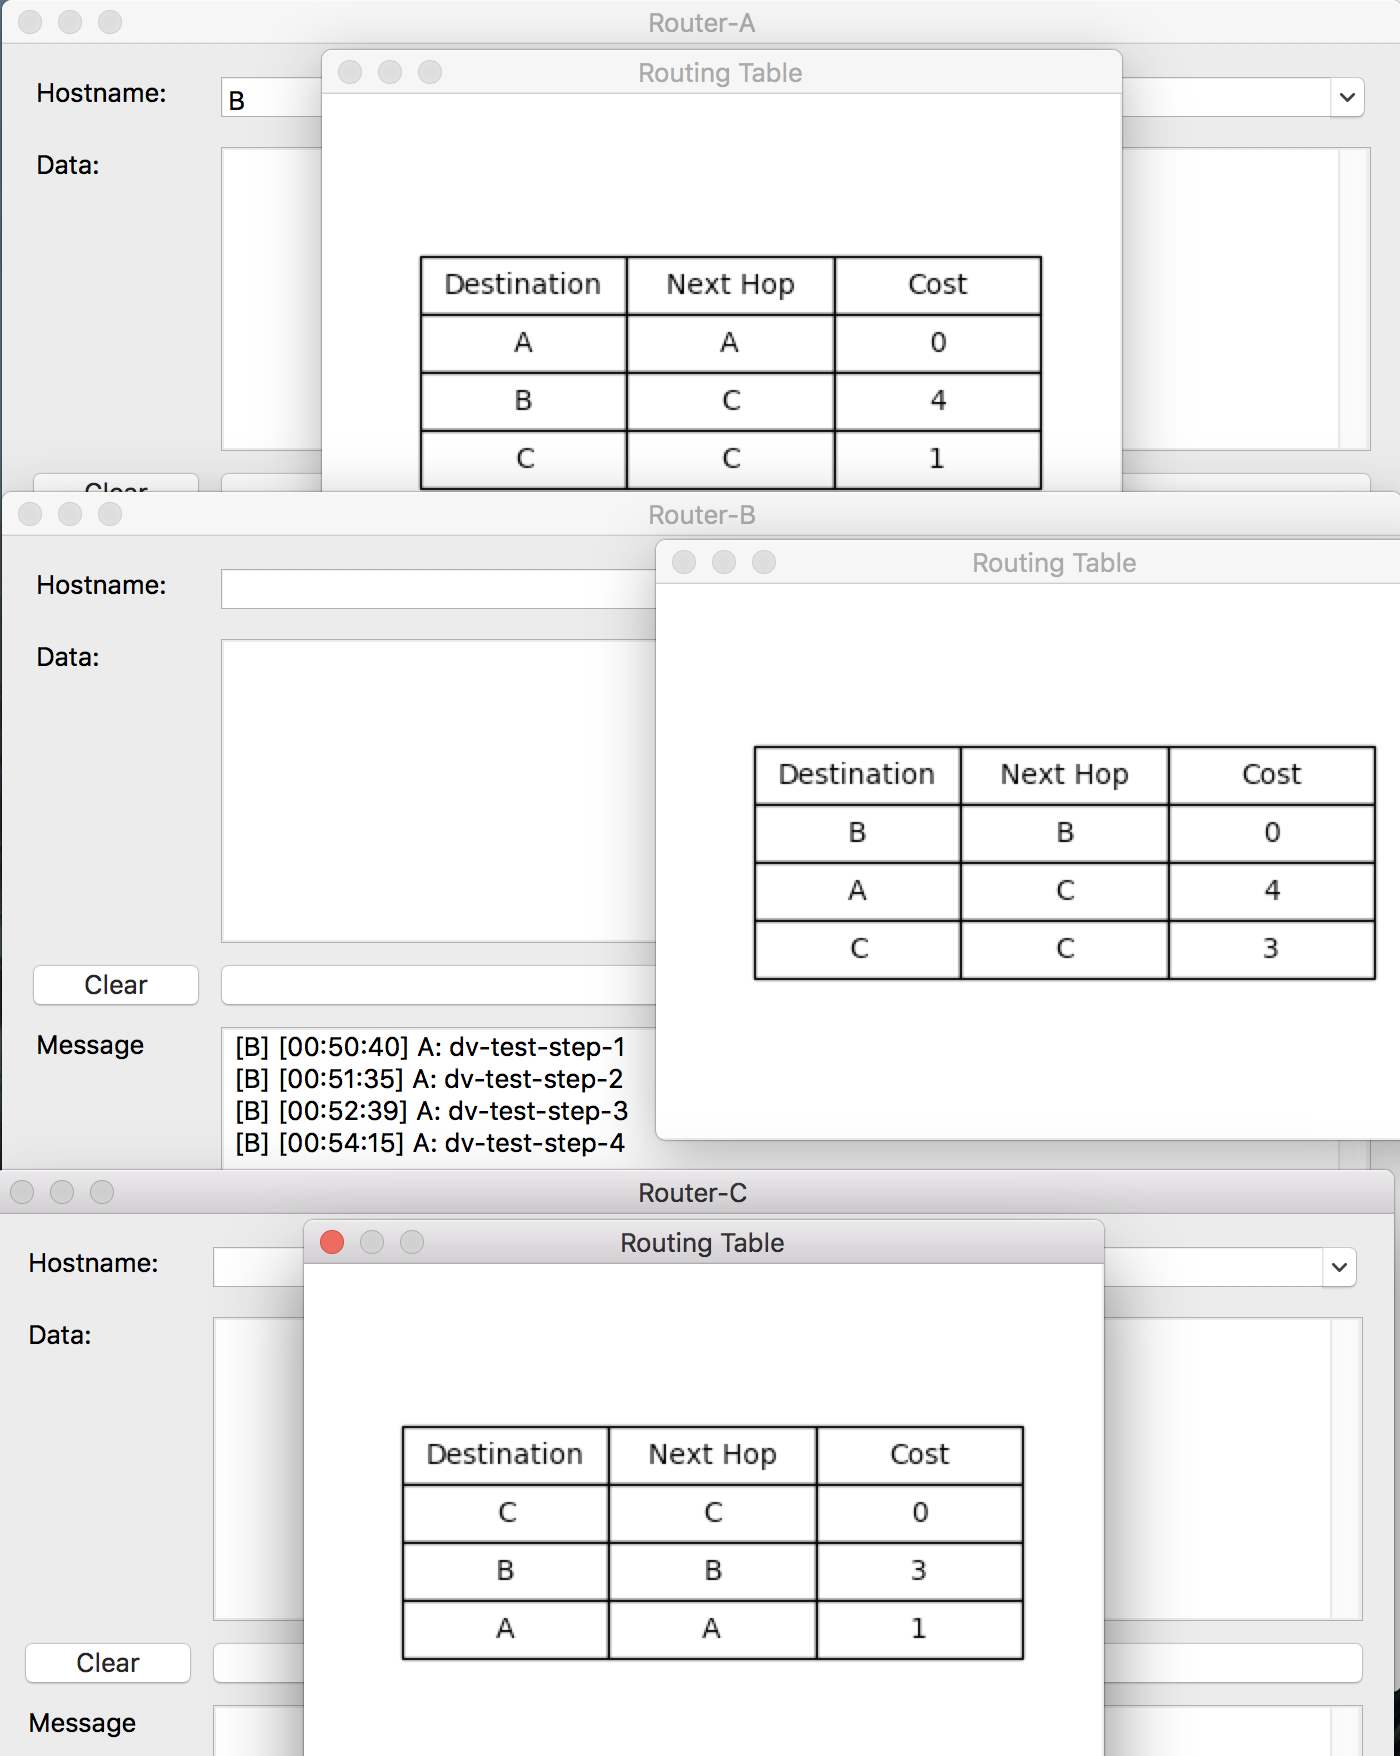 Router-A
Routing Table
Hostname:
B
Data:
Destination Next Hop Cost
A A 0
B C 4
C C 1
Clear
Router-B
Routing Table
Hostname:
Data:
Destination Next Hop Cost
B B 0
A C 4
C C 3
Clear
Message
[B] [00:50:40] A: dv-test-step-1
[B] [00:51:35] A: dv-test-step-2
[B] [00:52:39] A: dv-test-step-3
[B] [00:54:15] A: dv-test-step-4
Router-C
Routing Table
Hostname:
Data:
Destination Next Hop Cost
C C 0
B B 3
A A 1
Clear
Message